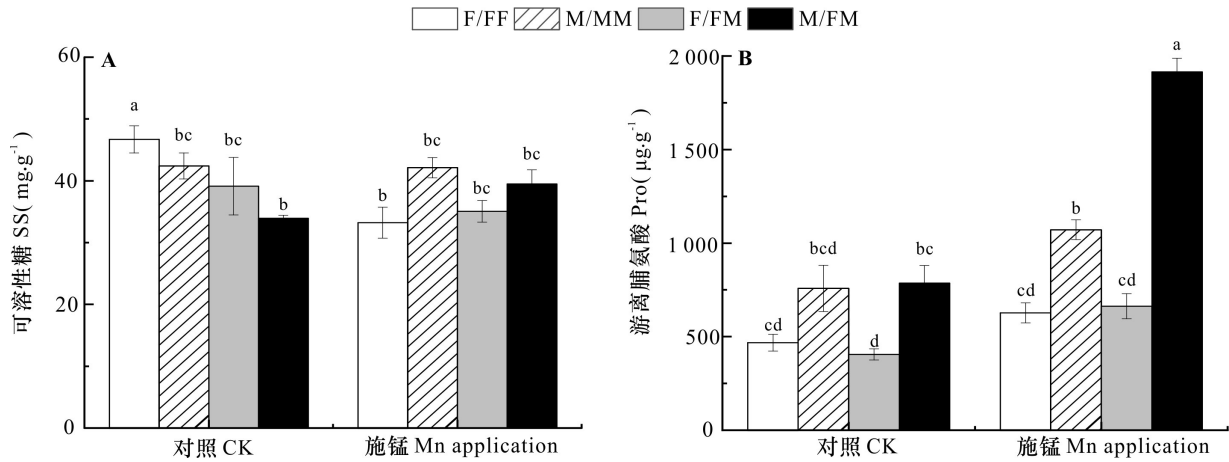 F/FF M/MM F/FM M/FM
A
可溶性糖 SS( mg.g⁻¹ )
60
40
20
0
a
bc
bc
b
b
bc
bc
bc
对照 CK
施锰 Mn application
B
游离脯氨酸 Pro( μg.g⁻¹ )
2 000
1 500
1 000
500
0
cd
bcd
d
bc
cd
b
cd
a
对照 CK
施锰 Mn application